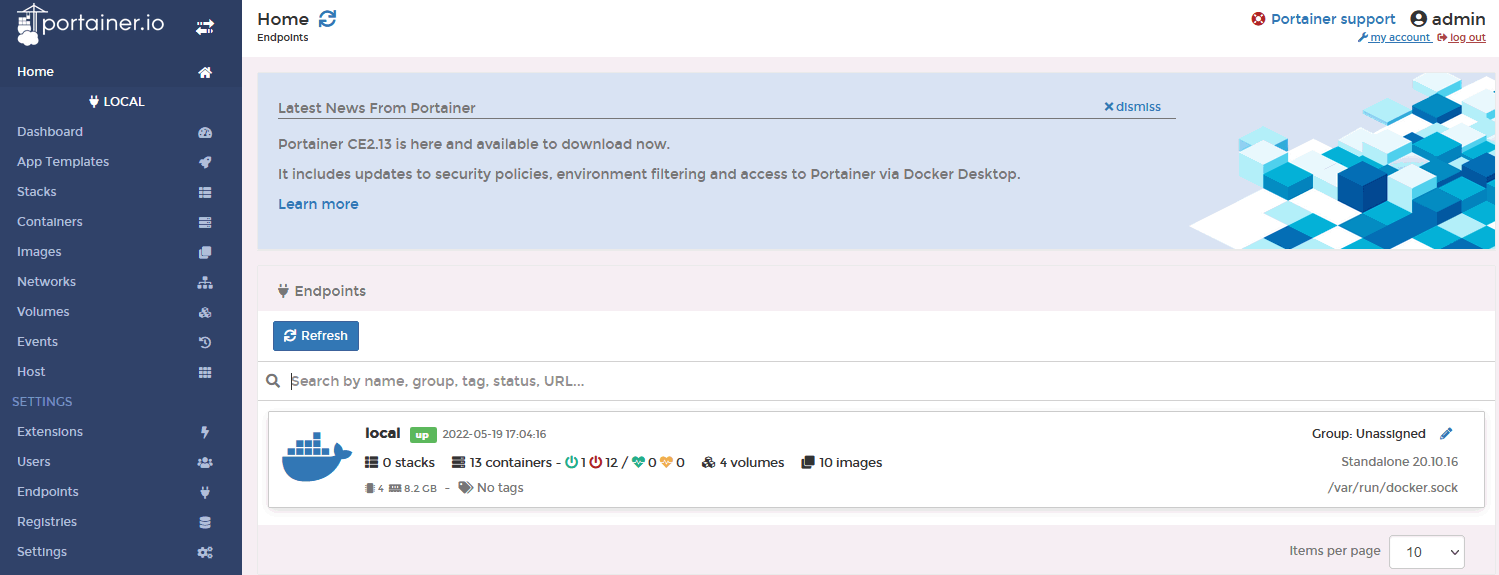 portainer.io
Home
LOCAL
Dashboard
App Templates
Stacks
Containers
Images
Networks
Volumes
Events
Host
SETTINGS
Extensions
Users
Endpoints
Registries
Settings
Home
Endpoints
Portainer support admin
my account log out
Latest News From Portainer dismiss
Portainer CE2.13 is here and available to download now.
It includes updates to security policies, environment filtering and access to Portainer via Docker Desktop.
Learn more
Endpoints
Refresh
Search by name, group, tag, status, URL...
local up 2022-05-19 17:04:16 Group: Unassigned
0 stacks 13 containers - 1 12 / 0 0 4 volumes 10 images Standalone 20.10.16
4 8.2 GB - No tags /var/run/docker.sock
Items per page 10